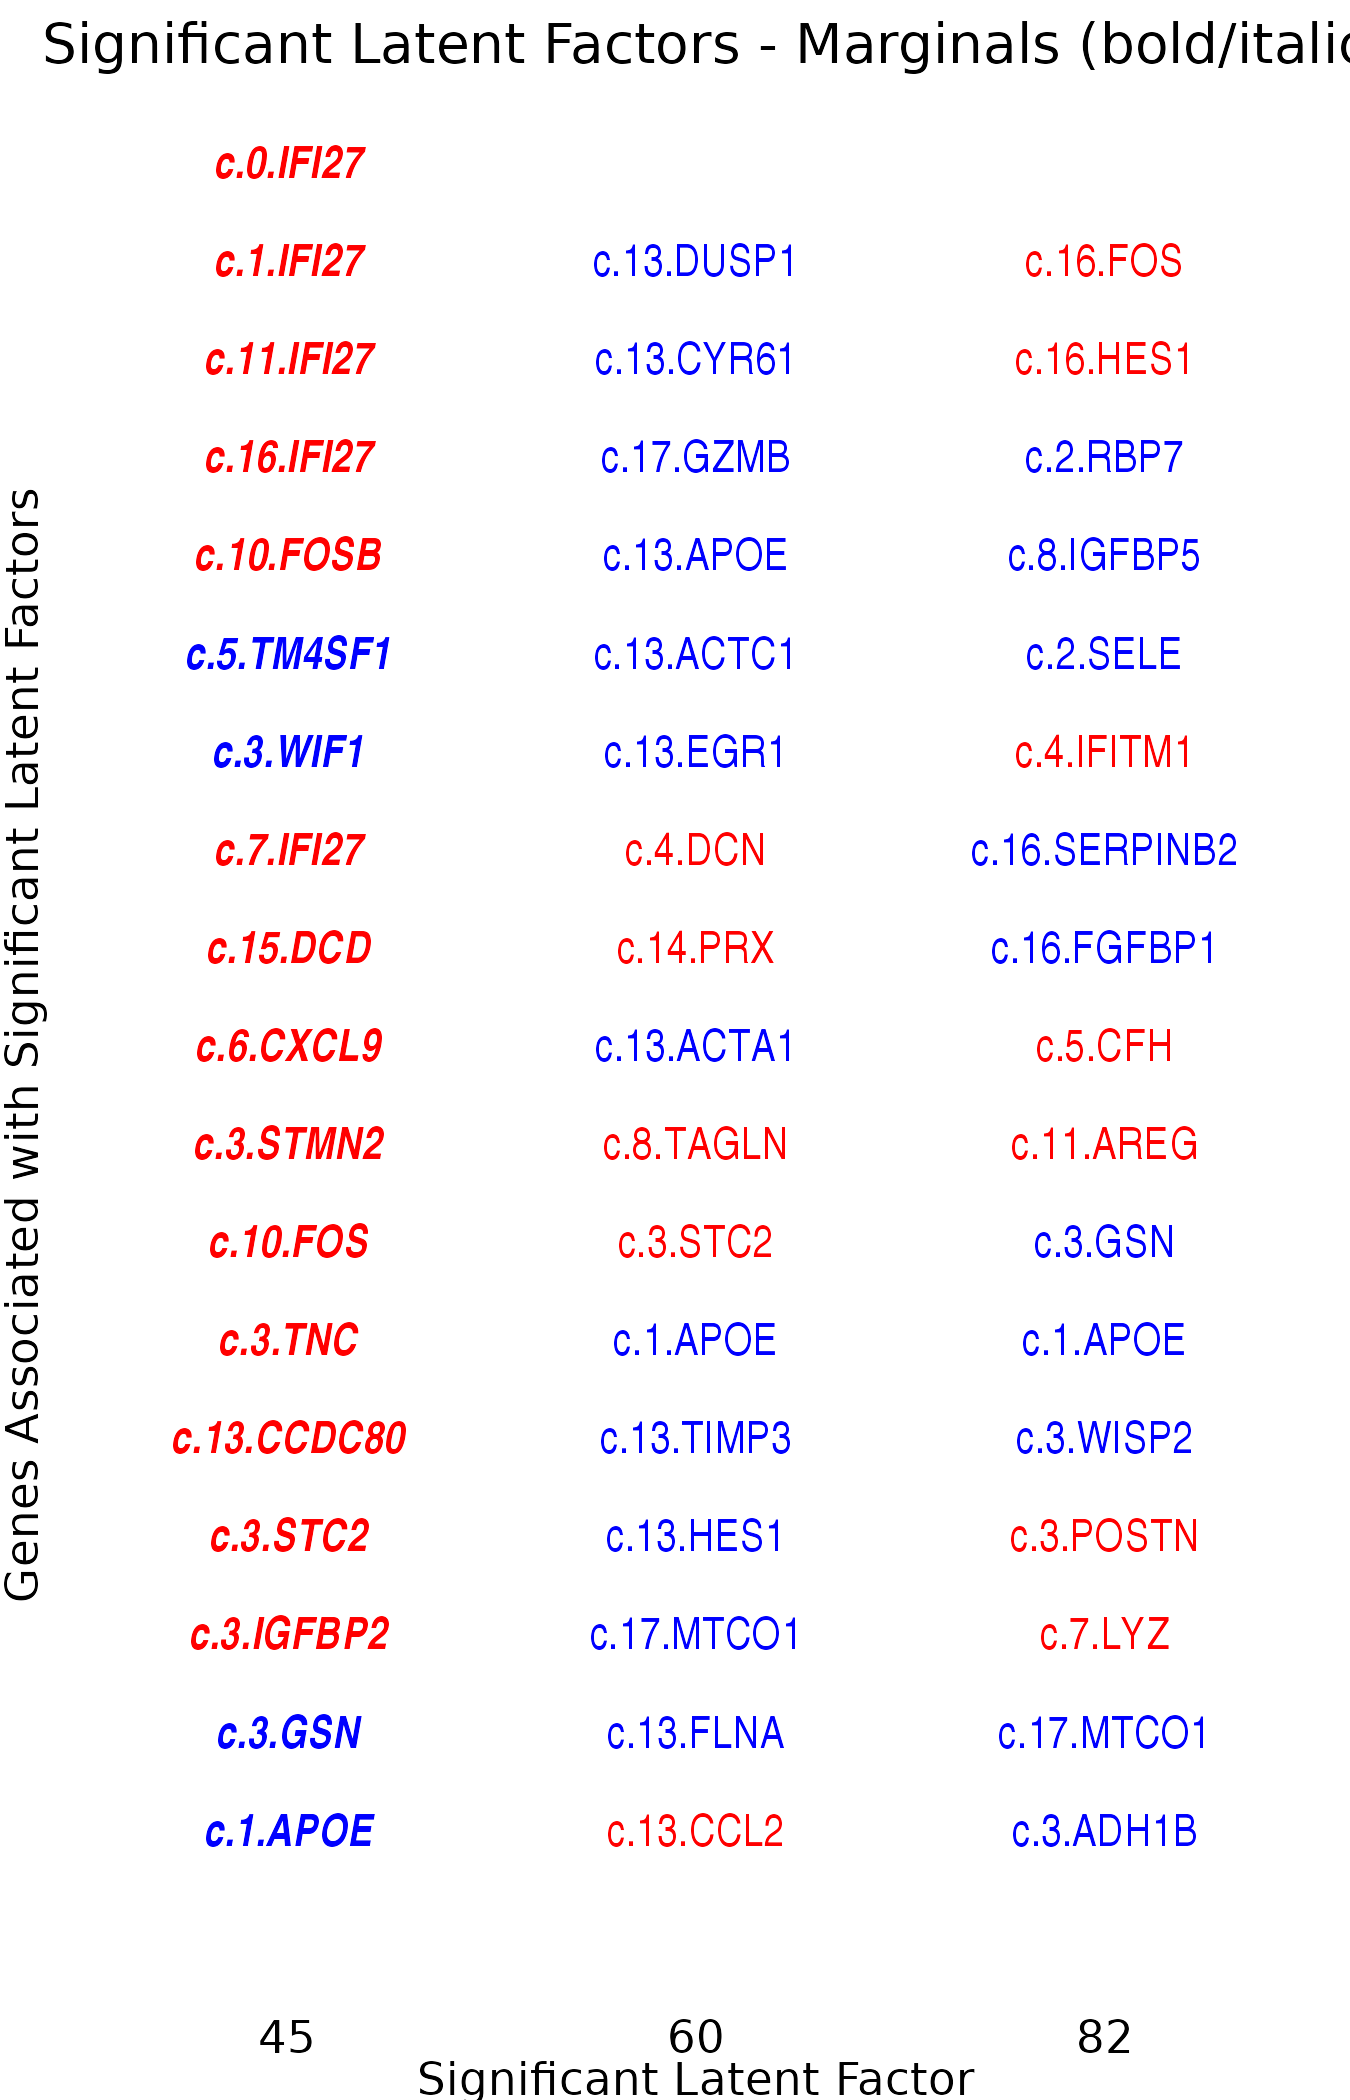 Significant Latent Factors - Marginals (bold/italic
c.0.IFI27
c.1.IFI27 c.13.DUSP1 c.16.FOS
c.11.IFI27 c.13.CYR61 c.16.HES1
c.16.IFI27 c.17.GZMB c.2.RBP7
c.10.FOSB c.13.APOE c.8.IGFBP5
c.5.TM4SF1 c.13.ACTC1 c.2.SELE
c.3.WIF1 c.13.EGR1 c.4.IFITM1
c.7.IFI27 c.4.DCN c.16.SERPINB2
c.15.DCD c.14.PRX c.16.FGFBP1
c.6.CXCL9 c.13.ACTA1 c.5.CFH
c.3.STMN2 c.8.TAGLN c.11.AREG
c.10.FOS c.3.STC2 c.3.GSN
c.3.TNC c.1.APOE c.1.APOE
c.13.CCDC80 c.13.TIMP3 c.3.WISP2
c.3.STC2 c.13.HES1 c.3.POSTN
c.3.IGFBP2 c.17.MTCO1 c.7.LYZ
c.3.GSN c.13.FLNA c.17.MTCO1
c.1.APOE c.13.CCL2 c.3.ADH1B
45 60 82
Significant Latent Factor
Genes Associated with Significant Latent Factors